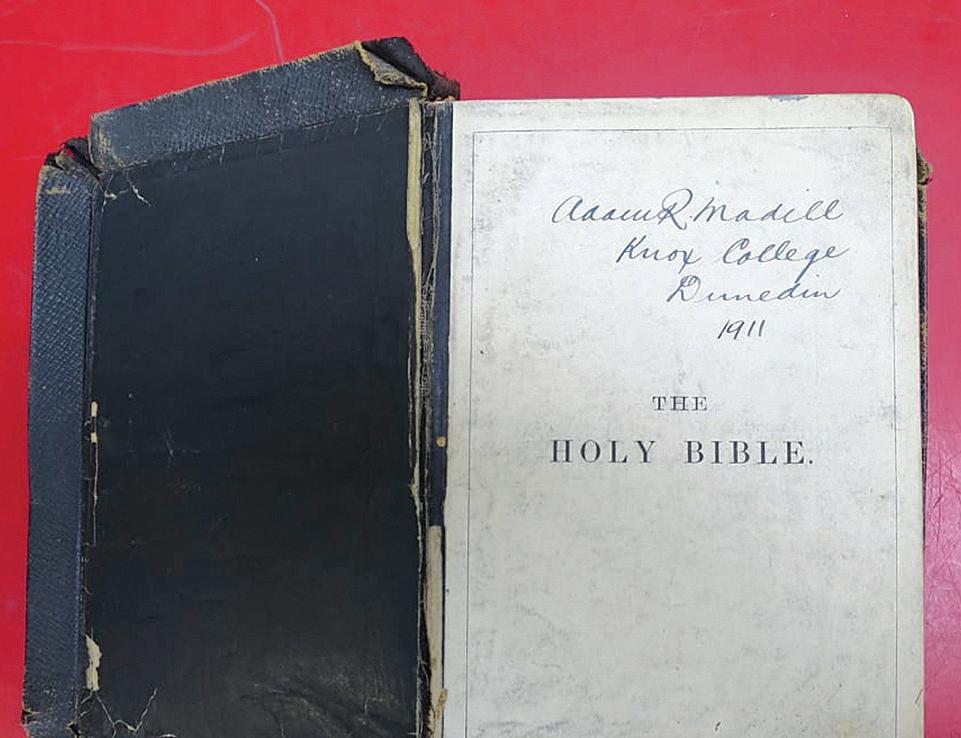 Adam R. Madill
Knox College
Dunedin
1911
THE
HOLY BIBLE.